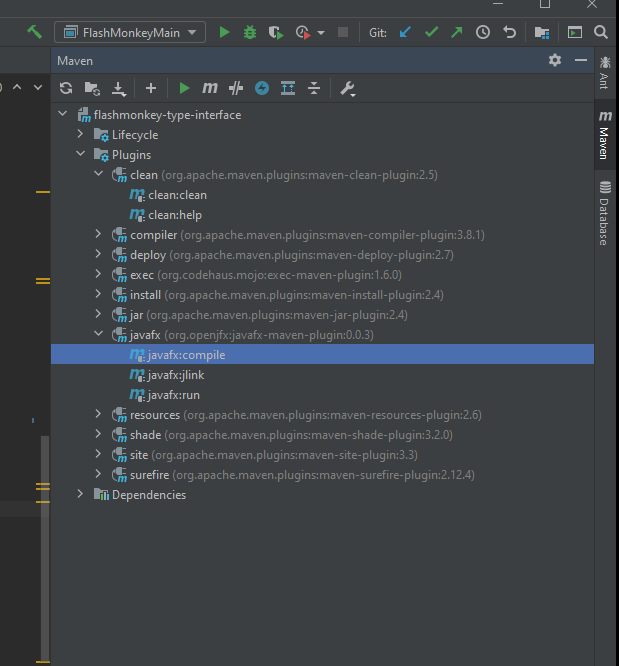 FlashMonkeyMain
Git:
Maven
flashmonkey-type-interface
Lifecycle
Plugins
clean (org.apache.maven.plugins:maven-clean-plugin:2.5)
clean:clean
clean:help
compiler (org.apache.maven.plugins:maven-compiler-plugin:3.8.1)
deploy (org.apache.maven.plugins:maven-deploy-plugin:2.7)
exec (org.codehaus.mojo:exec-maven-plugin:1.6.0)
install (org.apache.maven.plugins:maven-install-plugin:2.4)
jar (org.apache.maven.plugins:maven-jar-plugin:2.4)
javafx (org.openjfx:javafx-maven-plugin:0.0.3)
javafx:compile
javafx:jlink
javafx:run
resources (org.apache.maven.plugins:maven-resources-plugin:2.6)
shade (org.apache.maven.plugins:maven-shade-plugin:3.2.0)
site (org.apache.maven.plugins:maven-site-plugin:3.3)
surefire (org.apache.maven.plugins:maven-surefire-plugin:2.12.4)
Dependencies
Ant
Maven
Database